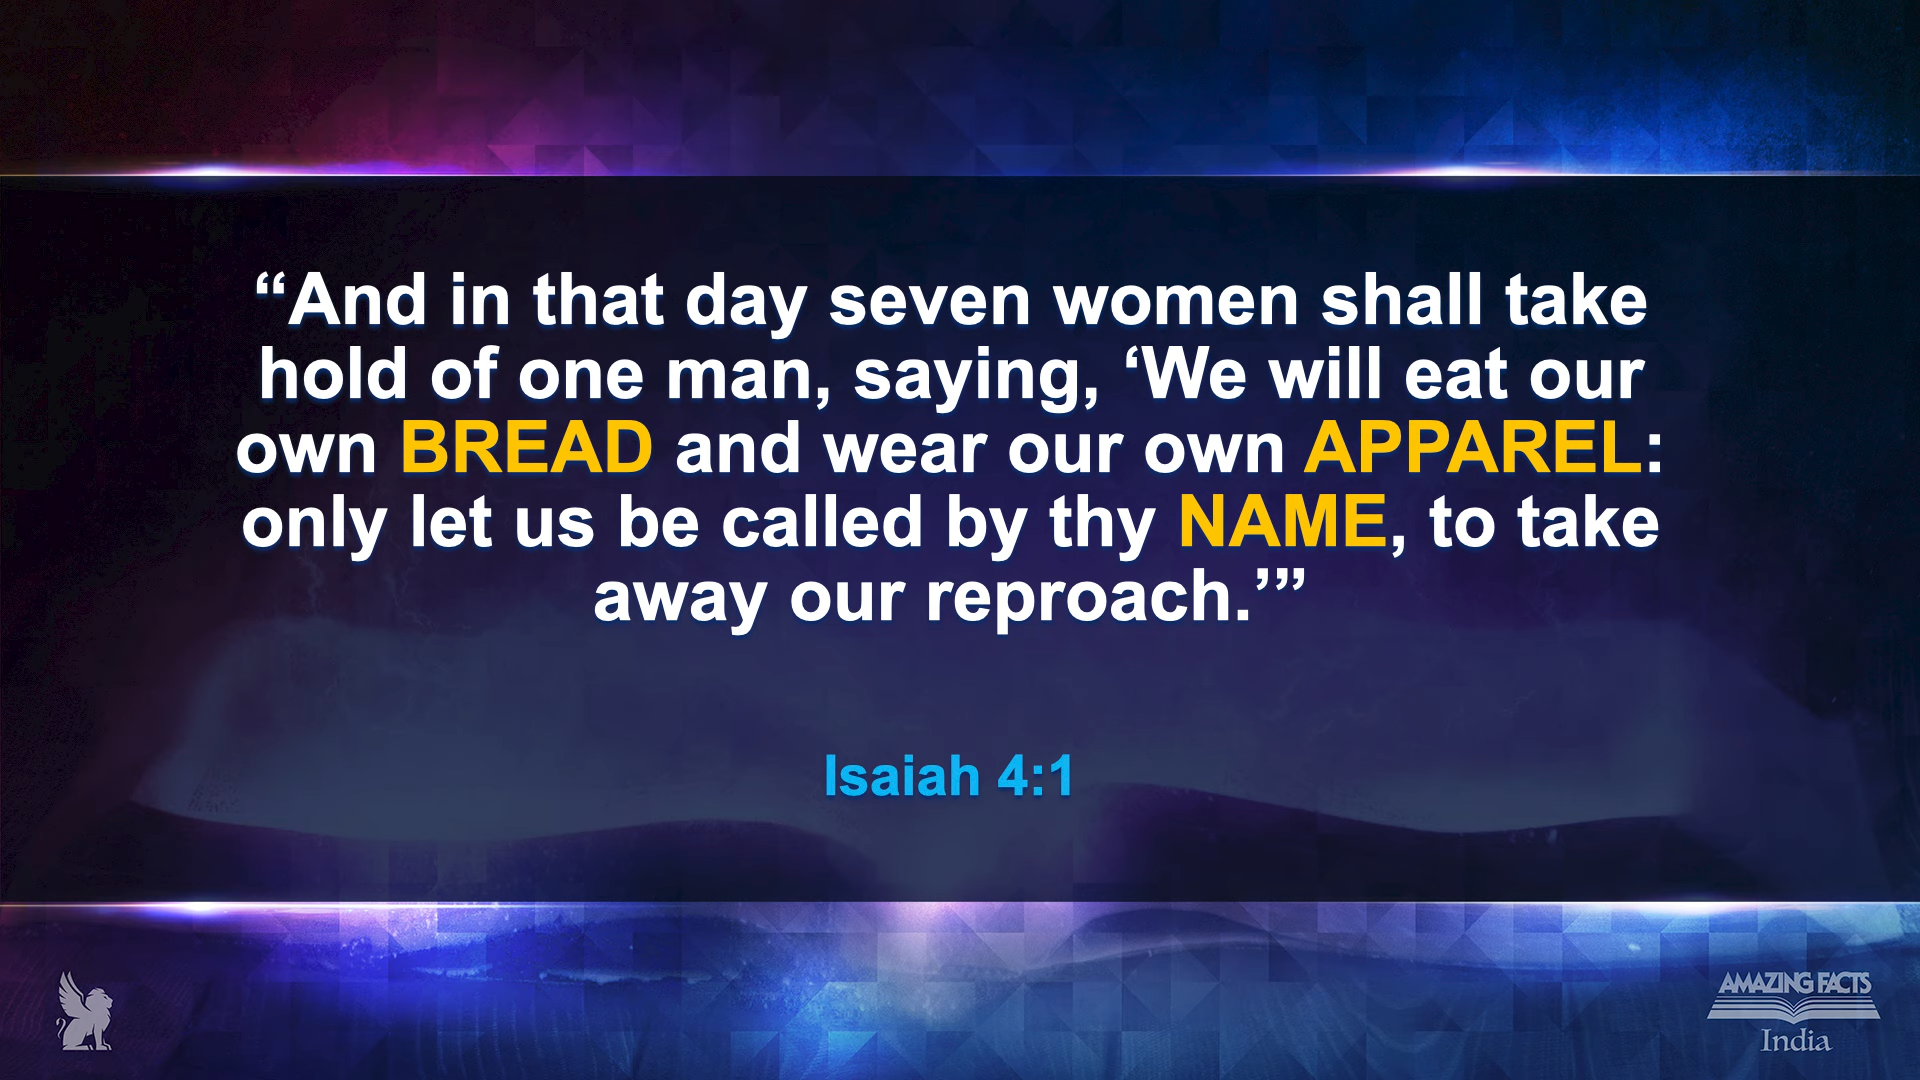 “And in that day seven women shall take
hold of one man, saying, ‘We will eat our
own BREAD and wear our own APPAREL:
only let us be called by thy NAME, to take
away our reproach.’”
Isaiah 4:1
AMAZING FACTS
India